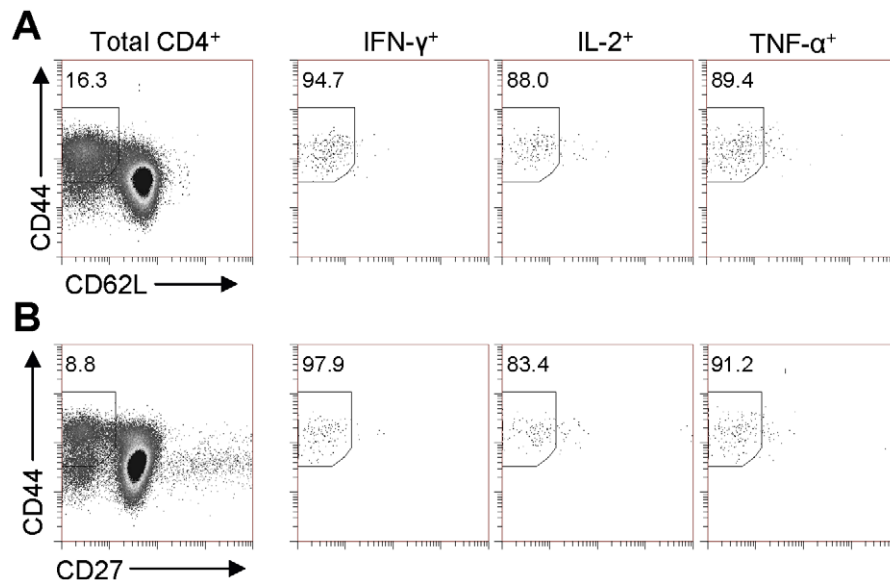 A
Total CD4⁺ IFN-γ⁺ IL-2⁺ TNF-α⁺
16.3 94.7 88.0 89.4
CD44
CD62L
B
8.8 97.9 83.4 91.2
CD44
CD27